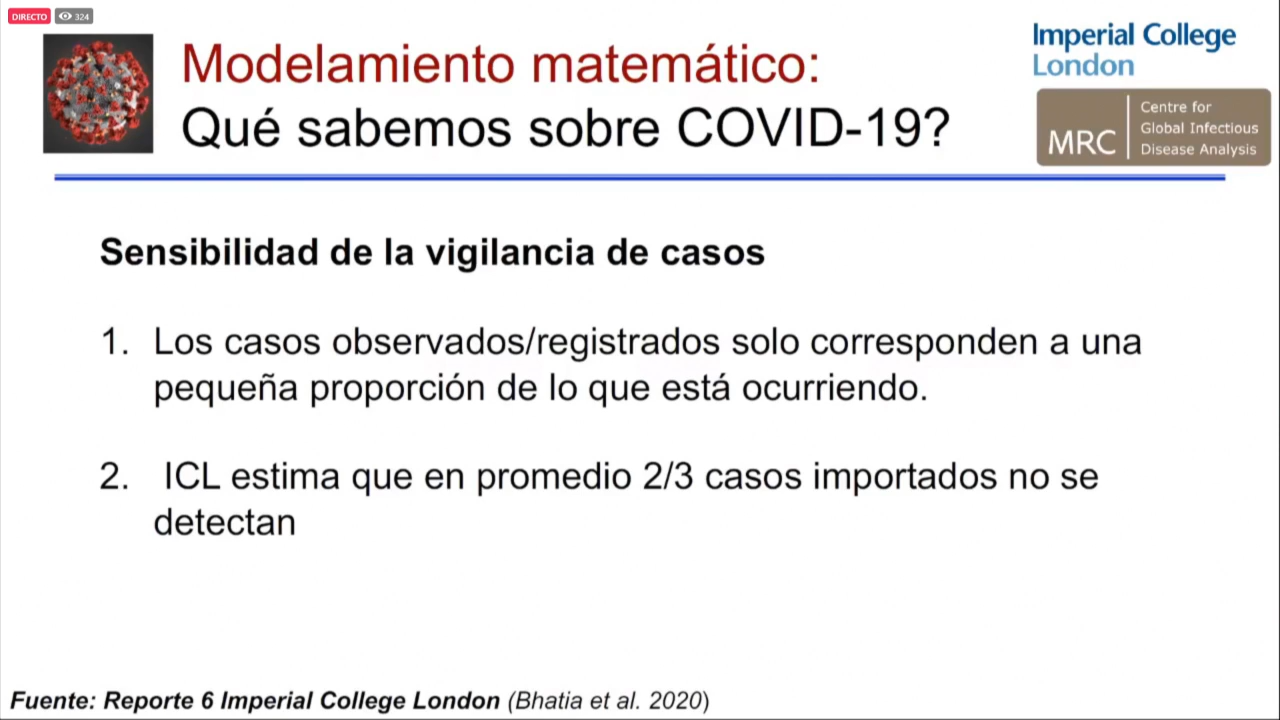 DIRECTO 324
Modelamiento matemático:
Qué sabemos sobre COVID-19?
Imperial College
London
MRC
Centre for
Global Infectious
Disease Analysis
Sensibilidad de la vigilancia de casos
1. Los casos observados/registrados solo corresponden a una
pequeña proporción de lo que está ocurriendo.
2. ICL estima que en promedio 2/3 casos importados no se
detectan
Fuente: Reporte 6 Imperial College London (Bhatia et al. 2020)